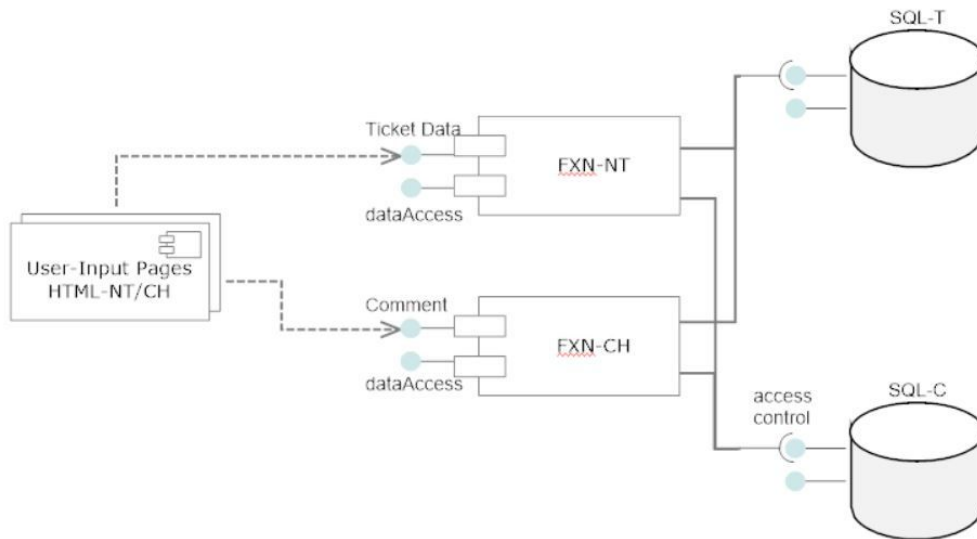 SQL-T
Ticket Data
FXN-NT
dataAccess
User-Input Pages
HTML-NT/CH
Comment
FXN-CH
dataAccess
access
control
SQL-C